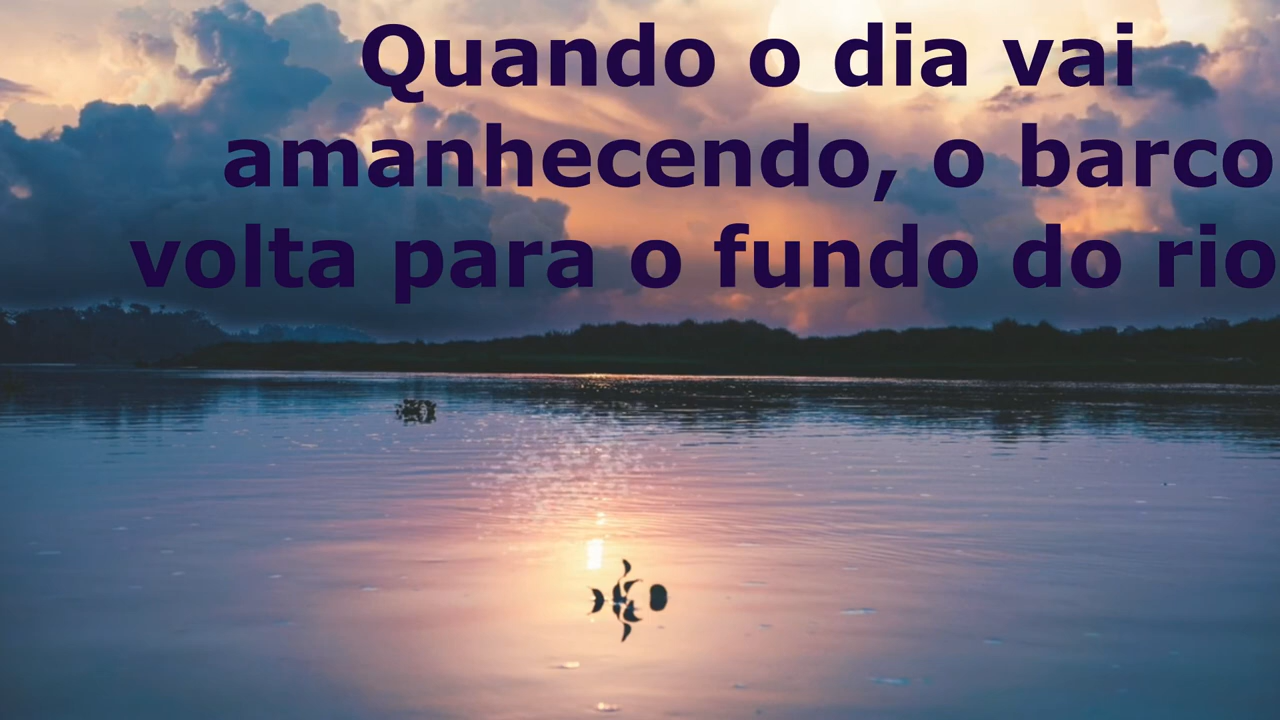 Quando o dia vai
amanhecendo, o barco
volta para o fundo do rio